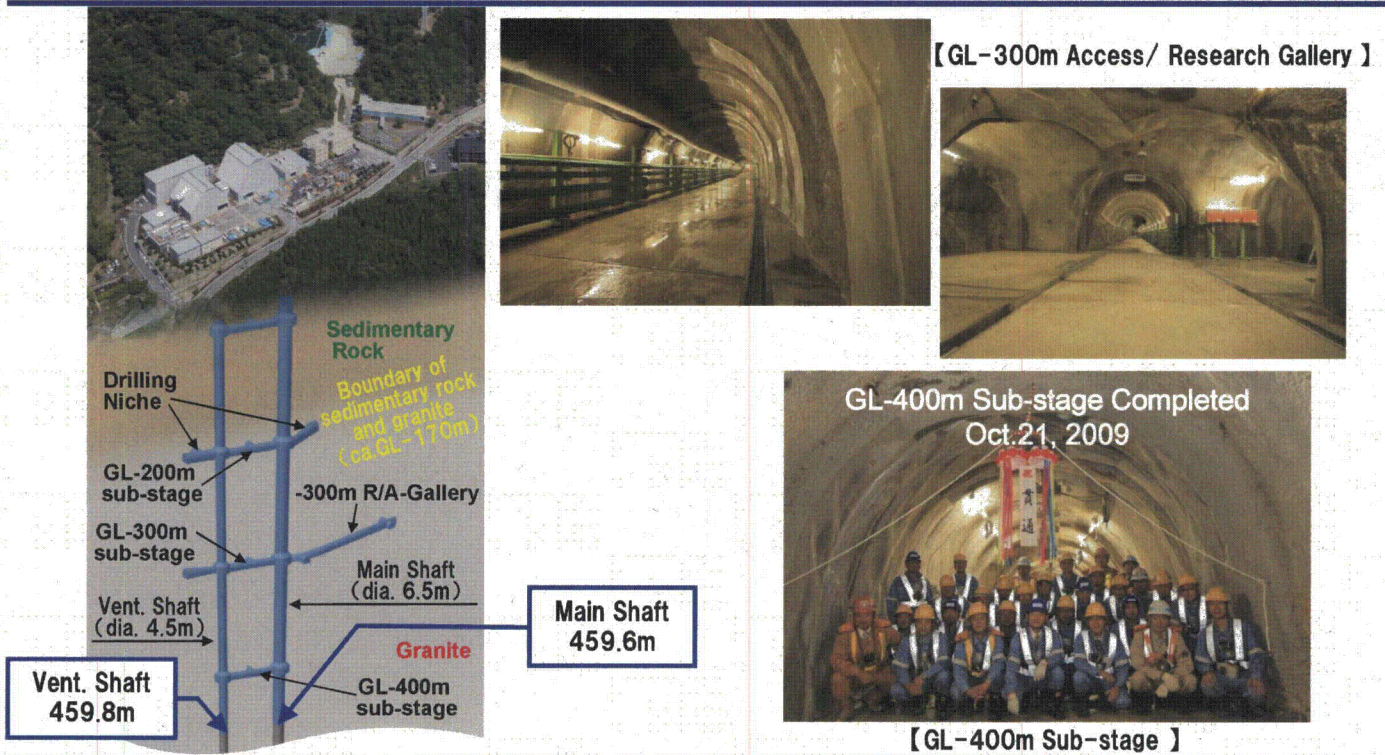 【GL-300m Access/ Research Gallery】
Sedimentary
Rock
Boundary of
sedimentary rock
and granite
(ca.GL-170m)
Drilling
Niche
GL-200m
sub-stage
-300m R/A-Gallery
GL-300m
sub-stage
Main Shaft
(dia. 6.5m)
Vent. Shaft
(dia. 4.5m)
Main Shaft
459.6m
Granite
Vent. Shaft
459.8m
GL-400m
sub-stage
GL-400m Sub-stage Completed
Oct.21, 2009
貫通
【GL-400m Sub-stage】